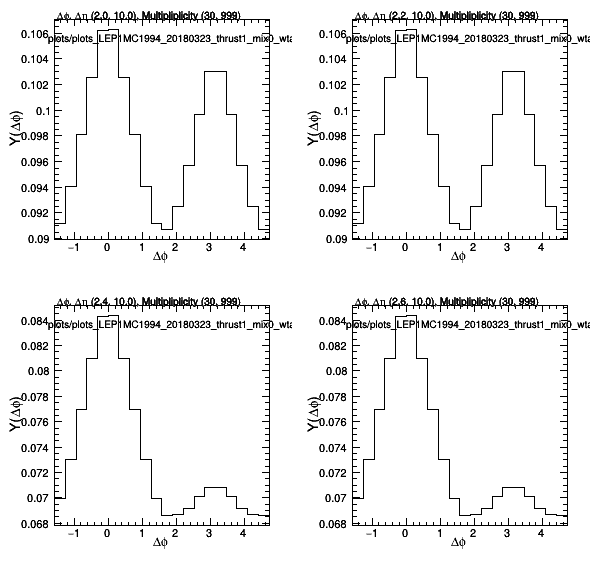 Δϕ, Δη (2.0, 10.0), Multipliplicity (30, 999)
plots/plots_LEP1MC1994_20180323_thrust1_mix0_wta
0.106
0.104
0.102
0.1
0.098
0.096
0.094
0.092
0.09
Y(Δϕ)
−1 0 1 2 3 4
Δϕ
Δϕ, Δη (2.2, 10.0), Multipliplicity (30, 999)
plots/plots_LEP1MC1994_20180323_thrust1_mix0_wta
0.106
0.104
0.102
0.1
0.098
0.096
0.094
0.092
0.09
Y(Δϕ)
−1 0 1 2 3 4
Δϕ
Δϕ, Δη (2.4, 10.0), Multipliplicity (30, 999)
plots/plots_LEP1MC1994_20180323_thrust1_mix0_wta
0.084
0.082
0.08
0.078
0.076
0.074
0.072
0.07
0.068
Y(Δϕ)
−1 0 1 2 3 4
Δϕ
Δϕ, Δη (2.6, 10.0), Multipliplicity (30, 999)
plots/plots_LEP1MC1994_20180323_thrust1_mix0_wta
0.084
0.082
0.08
0.078
0.076
0.074
0.072
0.07
0.068
Y(Δϕ)
−1 0 1 2 3 4
Δϕ